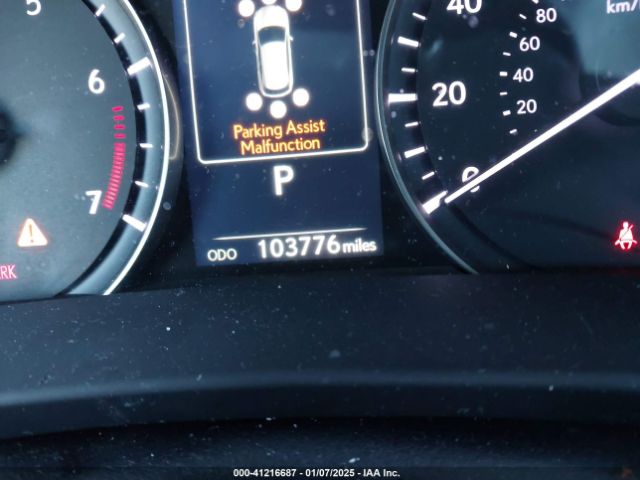 5
6
7
RK
Parking Assist
Malfunction
P
ODO 103776 miles
40
20
0
80
60
40
20
km/
000-41216687 - 01/07/2025 - IAA Inc.